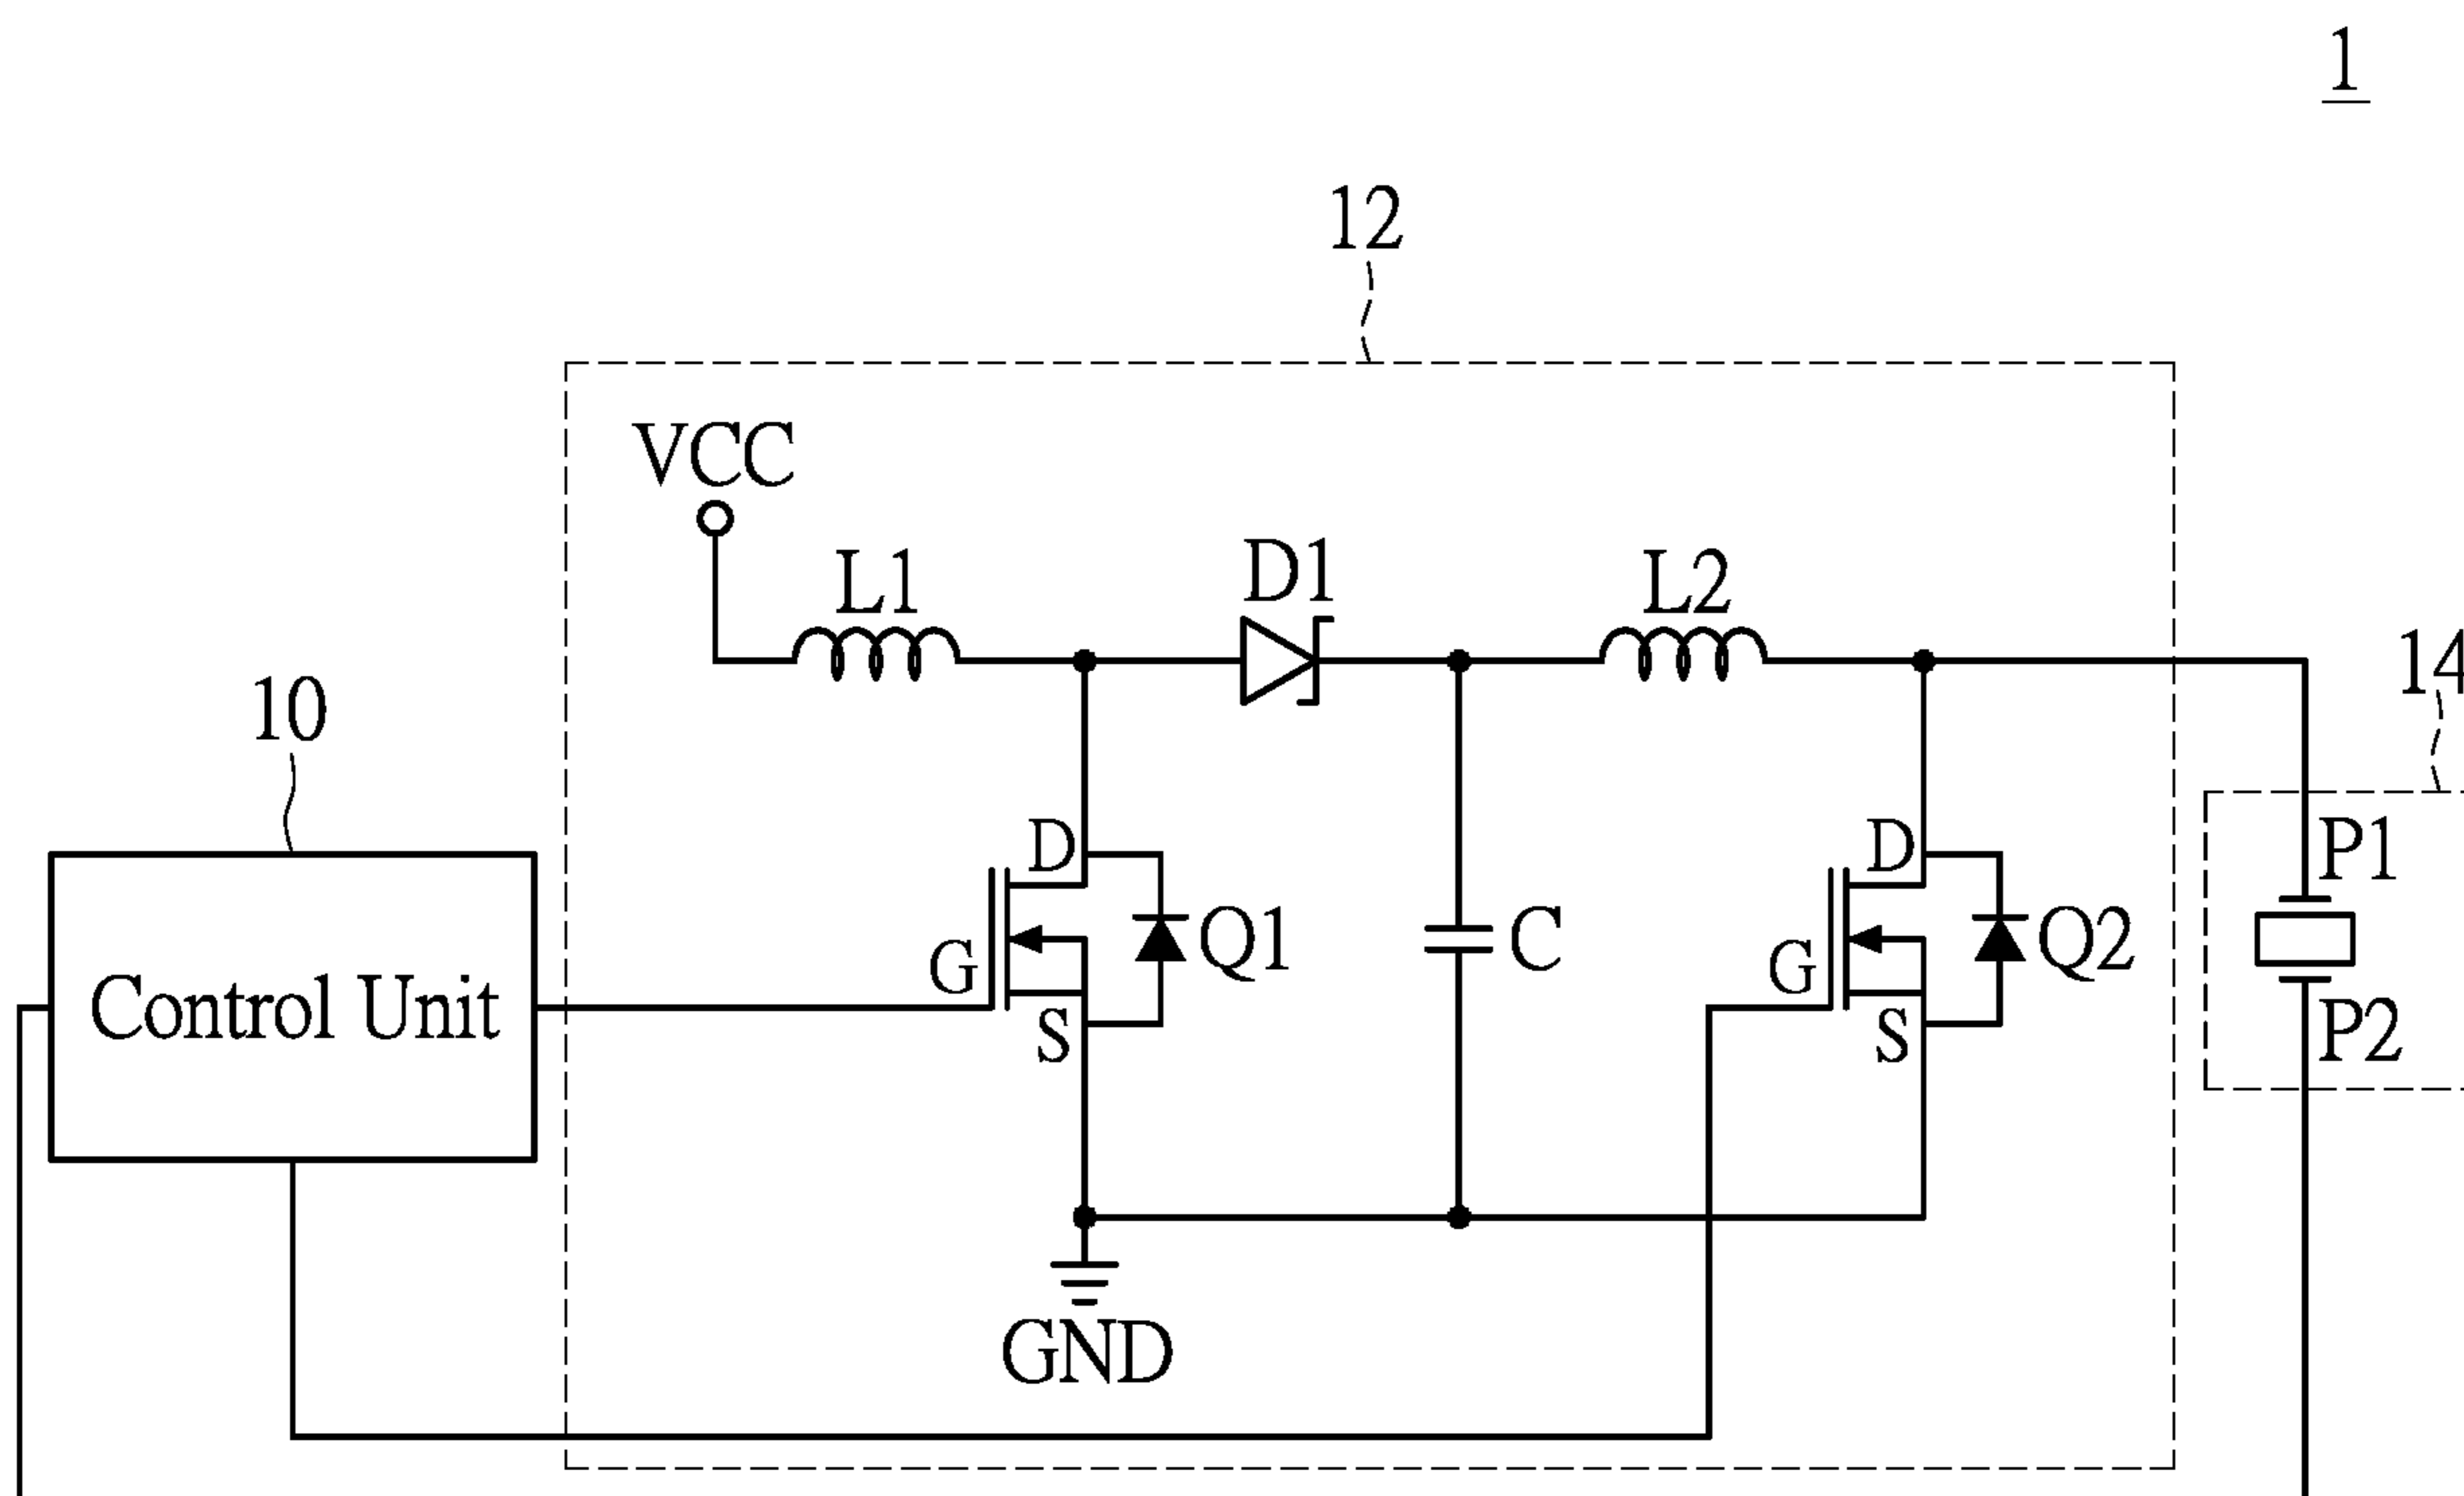 1
12
VCC
L1
D1
L2
14
10
D
D
P1
G
Q1
C
G
Q2
Control Unit
S
S
P2
GND